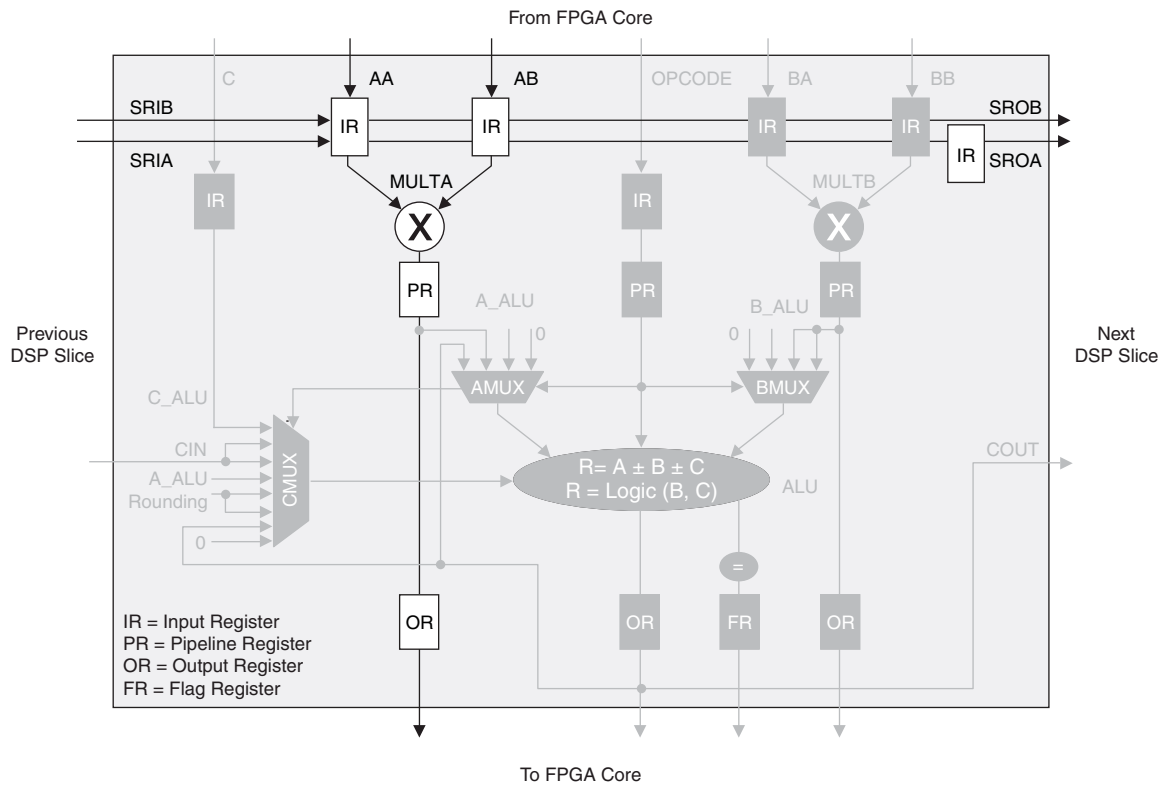 From FPGA Core
C
AA
AB
OPCODE
BA
BB
SRIB
SROB
IR
IR
IR
IR
IR
SRIA
SROA
MULTA
MULTB
IR
IR
X
X
PR
PR
PR
A_ALU
B_ALU
0
0
Previous
DSP Slice
Next
DSP Slice
AMUX
BMUX
C_ALU
CIN
COUT
A_ALU
Rounding
0
CMUX
R= A ± B ± C
R = Logic (B, C)
ALU
=
IR = Input Register
PR = Pipeline Register
OR = Output Register
FR = Flag Register
OR
OR
FR
OR
To FPGA Core